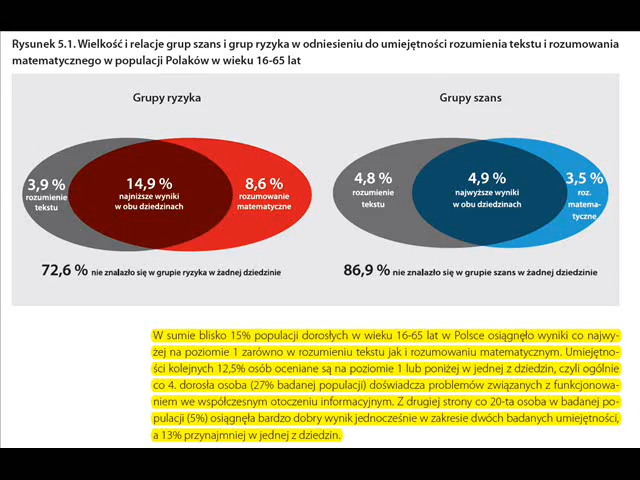 Rysunek 5.1. Wielkość i relacje grup szans i grup ryzyka w odniesieniu do umiejętności rozumienia tekstu i rozumowania
matematycznego w populacji Polaków w wieku 16-65 lat
Grupy ryzyka
3,9 %
rozumienie
tekstu
14,9 %
najniższe wyniki
w obu dziedzinach
8,6 %
rozumowanie
matematyczne
72,6 % nie znalazło się w grupie ryzyka w żadnej dziedzinie
Grupy szans
4,8 %
rozumienie
tekstu
4,9 %
najwyższe wyniki
w obu dziedzinach
3,5 %
roz.
matema-
tyczne
86,9 % nie znalazło się w grupie szans w żadnej dziedzinie
W sumie blisko 15% populacji dorosłych w wieku 16-65 lat w Polsce osiągnęło wyniki co najwy-
żej na poziomie 1 zarówno w rozumieniu tekstu jak i rozumowaniu matematycznym. Umiejętno-
ści kolejnych 12,5% osób oceniane są na poziomie 1 lub poniżej w jednej z dziedzin, czyli ogólnie
co 4. dorosła osoba (27% badanej populacji) doświadcza problemów związanych z funkcjonowa-
niem we współczesnym otoczeniu informacyjnym. Z drugiej strony co 20-ta osoba w badanej po-
pulacji (5%) osiągnęła bardzo dobry wynik jednocześnie w zakresie dwóch badanych umiejętności,
a 13% przynajmniej w jednej z dziedzin.